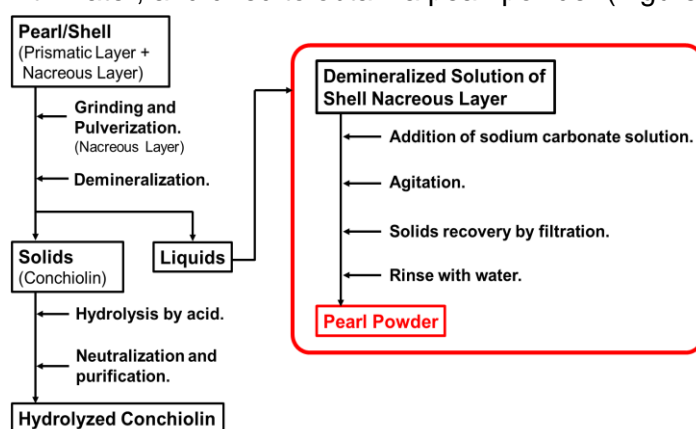 Pearl/Shell
(Prismatic Layer +
Nacreous Layer)
Grinding and
Pulverization.
(Nacreous Layer)
Demineralization.
Solids
(Conchiolin)
Liquids
Hydrolysis by acid.
Neutralization and
purification.
Hydrolyzed Conchiolin
Demineralized Solution of
Shell Nacreous Layer
Addition of sodium carbonate solution.
Agitation.
Solids recovery by filtration.
Rinse with water.
Pearl Powder